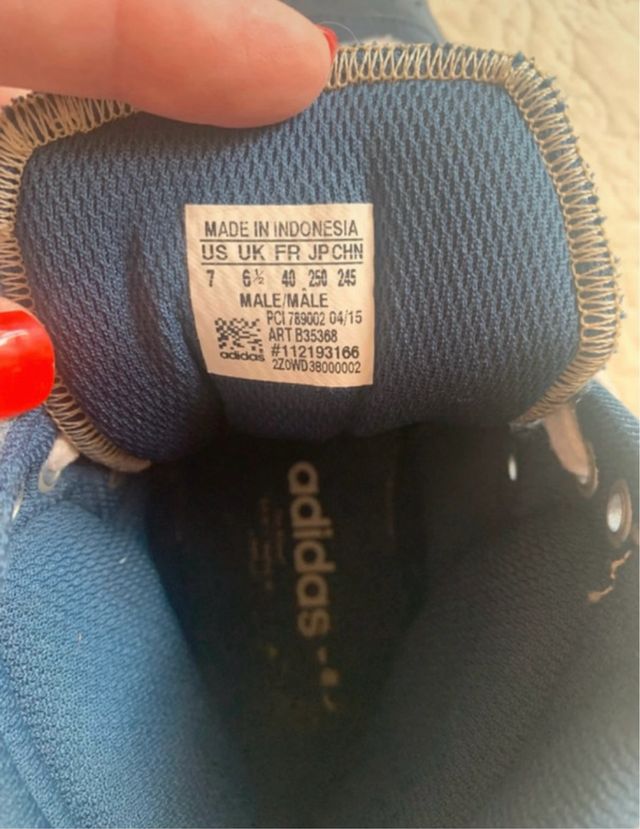 MADE IN INDONESIA
US UK FR JP CHN
7 6½ 40 250 245
MALE/MÂLE
PCI 789002 04/15
ART B35368
adidas #112193166
2Z0WD38000002
adidas